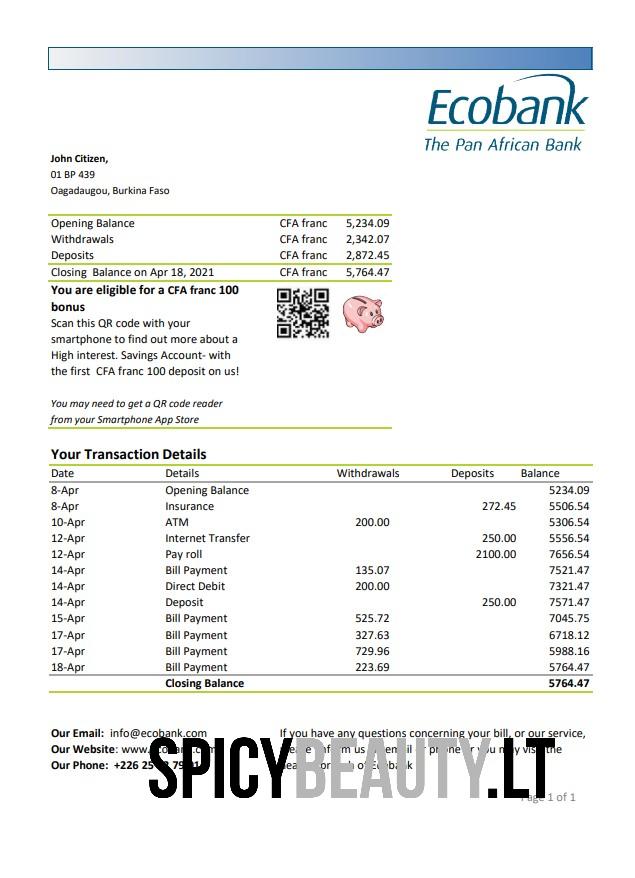 Ecobank
The Pan African Bank
John Citizen,
01 BP 439
Oagadaugou, Burkina Faso
Opening Balance CFA franc 5,234.09
Withdrawals CFA franc 2,342.07
Deposits CFA franc 2,872.45
Closing Balance on Apr 18, 2021 CFA franc 5,764.47
You are eligible for a CFA franc 100
bonus
Scan this QR code with your
smartphone to find out more about a
High interest. Savings Account- with
the first CFA franc 100 deposit on us!
You may need to get a QR code reader
from your Smartphone App Store
Your Transaction Details
Date Details Withdrawals Deposits Balance
8-Apr Opening Balance 5234.09
8-Apr Insurance 272.45 5506.54
10-Apr ATM 200.00 5306.54
12-Apr Internet Transfer 250.00 5556.54
12-Apr Pay roll 2100.00 7656.54
14-Apr Bill Payment 135.07 7521.47
14-Apr Direct Debit 200.00 7321.47
14-Apr Deposit 250.00 7571.47
15-Apr Bill Payment 525.72 7045.75
17-Apr Bill Payment 327.63 6718.12
17-Apr Bill Payment 729.96 5988.16
18-Apr Bill Payment 223.69 5764.47
Closing Balance 5764.47
Our Email: info@ecobank.com
Our Website:
Our Phone: +226
If you have any questions concerning your bill, or our service,
or phone or you may visit the
of Ecobank
SPICYBEAUTY.LT
Page 1 of 1